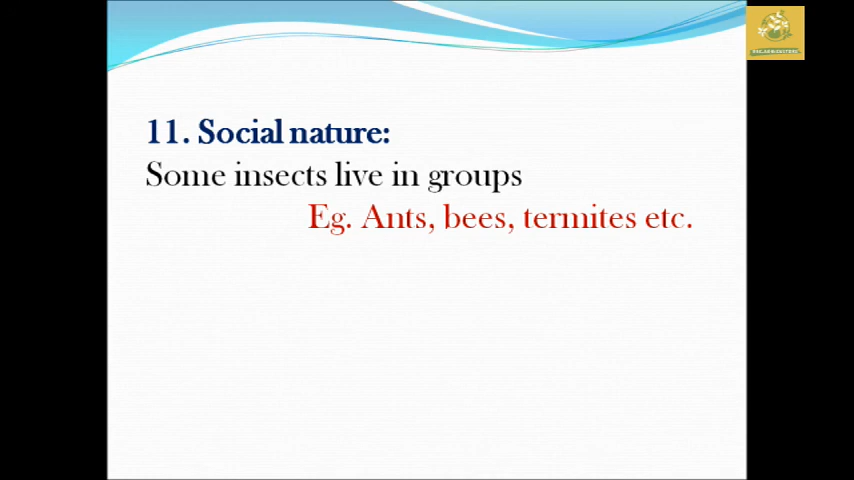 11. Social nature:
Some insects live in groups
Eg. Ants, bees, termites etc.